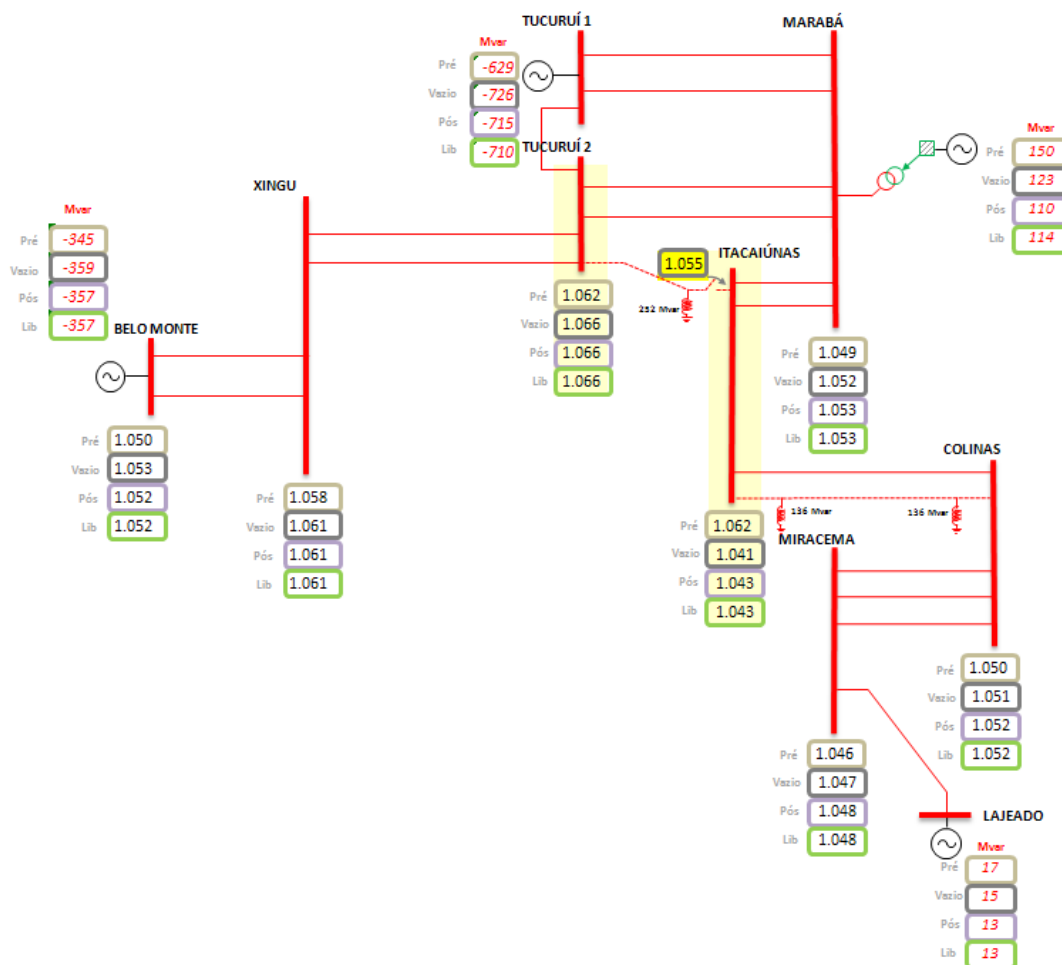 TUCURUÍ 1
Mvar
Pré -629
Vazio -726
Pós -715
Lib -710
MARABÁ
Mvar
Pré 150
Vazio 123
Pós 110
Lib 114
TUCURUÍ 2
XINGU
Mvar
Pré -345
Vazio -359
Pós -357
Lib -357
BELO MONTE
1.055
ITACAIÚNAS
252 Mvar
Pré 1.062
Vazio 1.066
Pós 1.066
Lib 1.066
Pré 1.049
Vazio 1.052
Pós 1.053
Lib 1.053
Pré 1.050
Vazio 1.053
Pós 1.052
Lib 1.052
Pré 1.058
Vazio 1.061
Pós 1.061
Lib 1.061
COLINAS
136 Mvar
136 Mvar
Pré 1.062
Vazio 1.041
Pós 1.043
Lib 1.043
MIRACEMA
Pré 1.050
Vazio 1.051
Pós 1.052
Lib 1.052
Pré 1.046
Vazio 1.047
Pós 1.048
Lib 1.048
LAJEADO
Mvar
Pré 17
Vazio 15
Pós 13
Lib 13